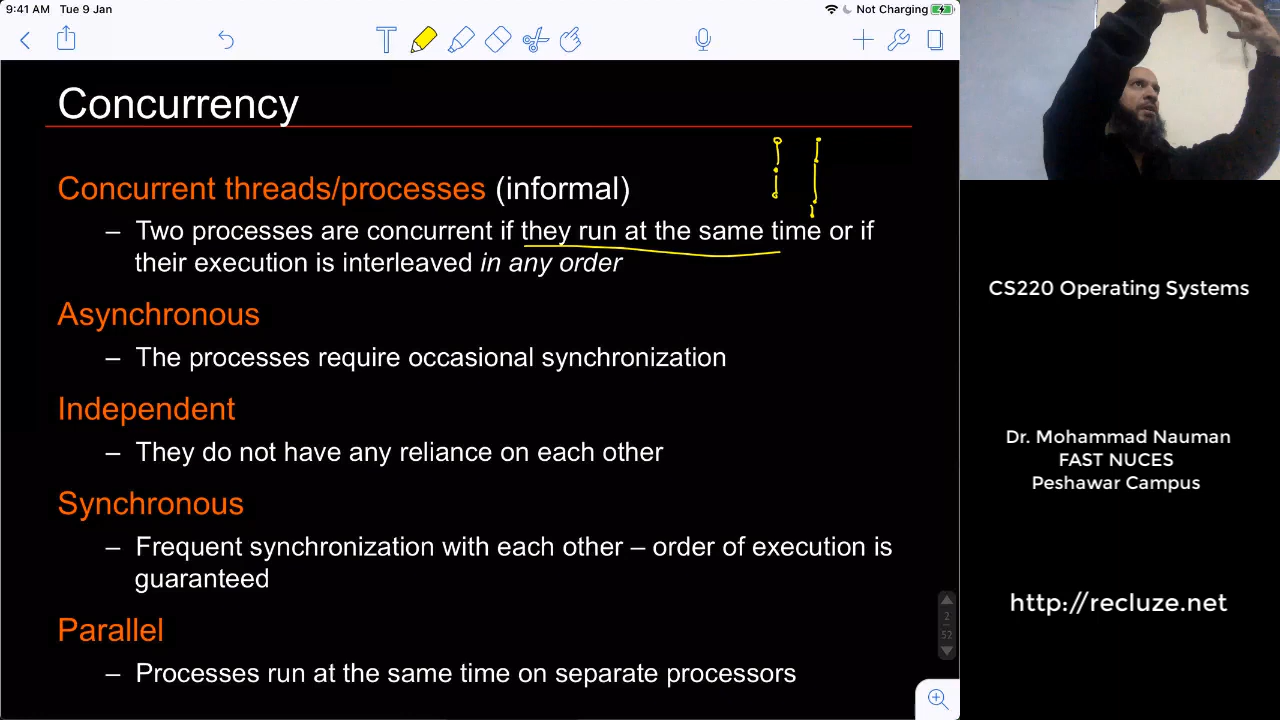 9:41 AM Tue 9 Jan
Not Charging
T
Concurrency
Concurrent threads/processes (informal)
– Two processes are concurrent if they run at the same time or if
their execution is interleaved in any order
Asynchronous
– The processes require occasional synchronization
Independent
– They do not have any reliance on each other
Synchronous
– Frequent synchronization with each other – order of execution is
guaranteed
Parallel
– Processes run at the same time on separate processors
2
52
CS220 Operating Systems
Dr. Mohammad Nauman
FAST NUCES
Peshawar Campus
http://recluze.net